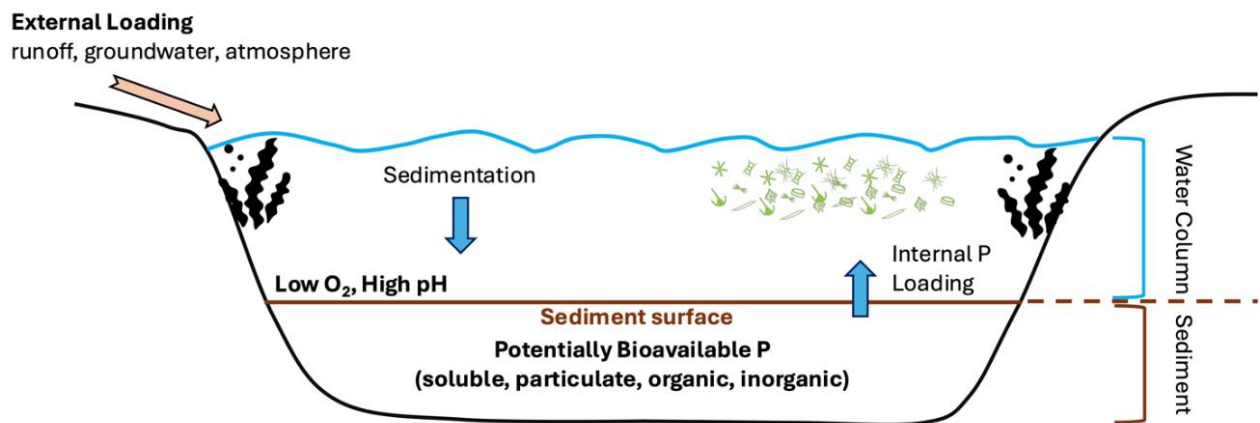 External Loading
runoff, groundwater, atmosphere
Sedimentation
Internal P
Loading
Low O₂, High pH
Sediment surface
Potentially Bioavailable P
(soluble, particulate, organic, inorganic)
Water Column
Sediment